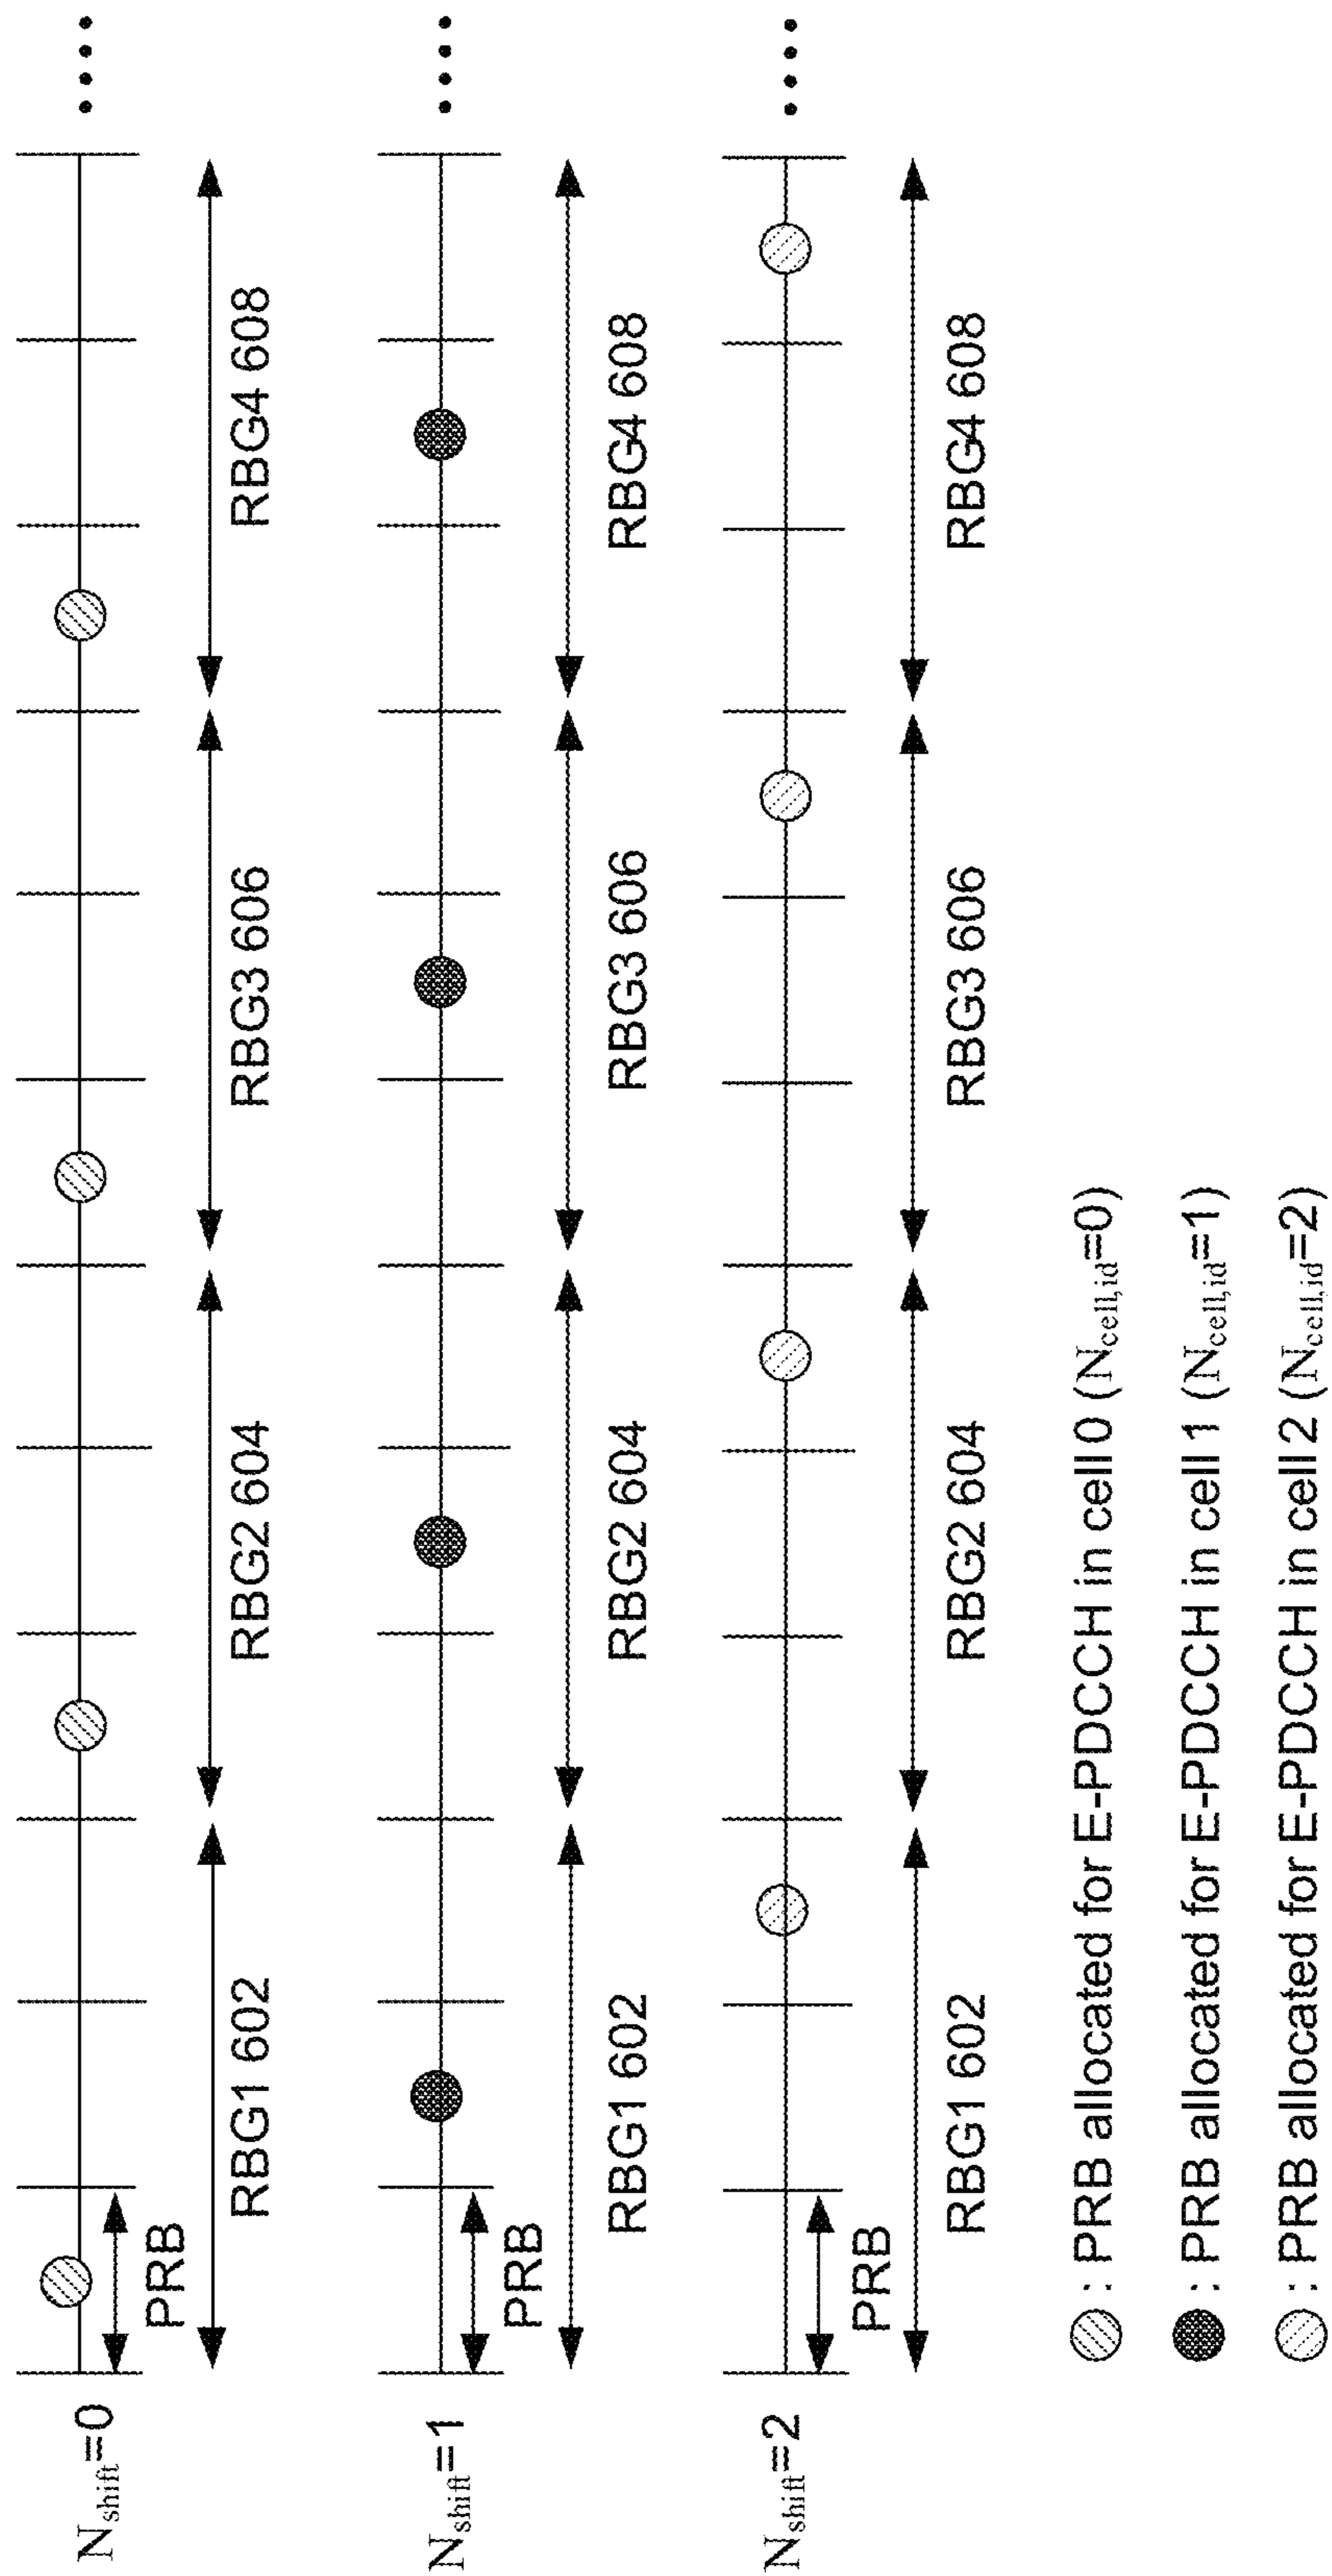 N_shift=0
PRB
RBG1 602
RBG2 604
RBG3 606
RBG4 608
N_shift=1
PRB
RBG1 602
RBG2 604
RBG3 606
RBG4 608
N_shift=2
PRB
RBG1 602
RBG2 604
RBG3 606
RBG4 608
: PRB allocated for E-PDCCH in cell 0 (N_cell,id=0)
: PRB allocated for E-PDCCH in cell 1 (N_cell,id=1)
: PRB allocated for E-PDCCH in cell 2 (N_cell,id=2)